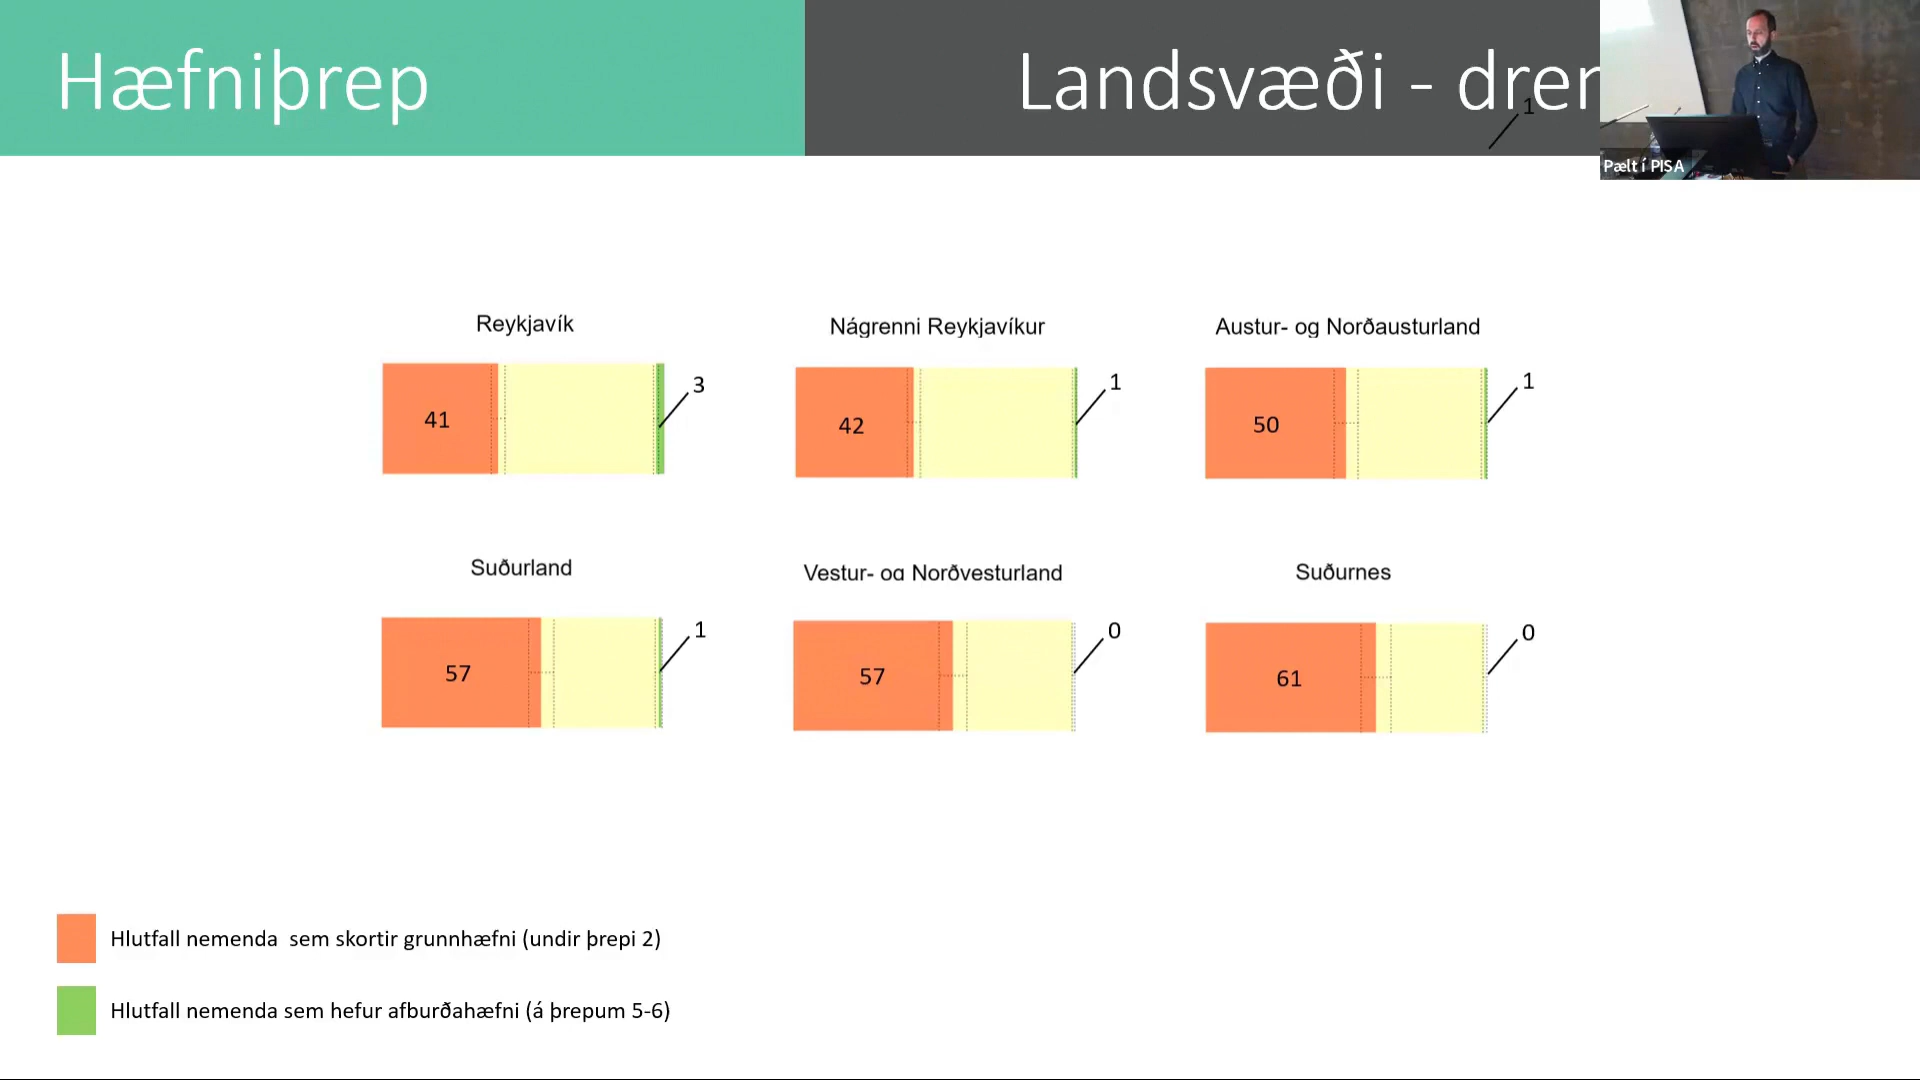 Hæfniþrep
Landsvæði - dren
1
Pælt í PISA
Reykjavík
Nágrenni Reykjavíkur
Austur- og Norðausturland
41
3
42
1
50
1
Suðurland
Vestur- og Norðvesturland
Suðurnes
57
1
57
0
61
0
Hlutfall nemenda sem skortir grunnhæfni (undir þrepi 2)
Hlutfall nemenda sem hefur afburðahæfni (á þrepum 5-6)